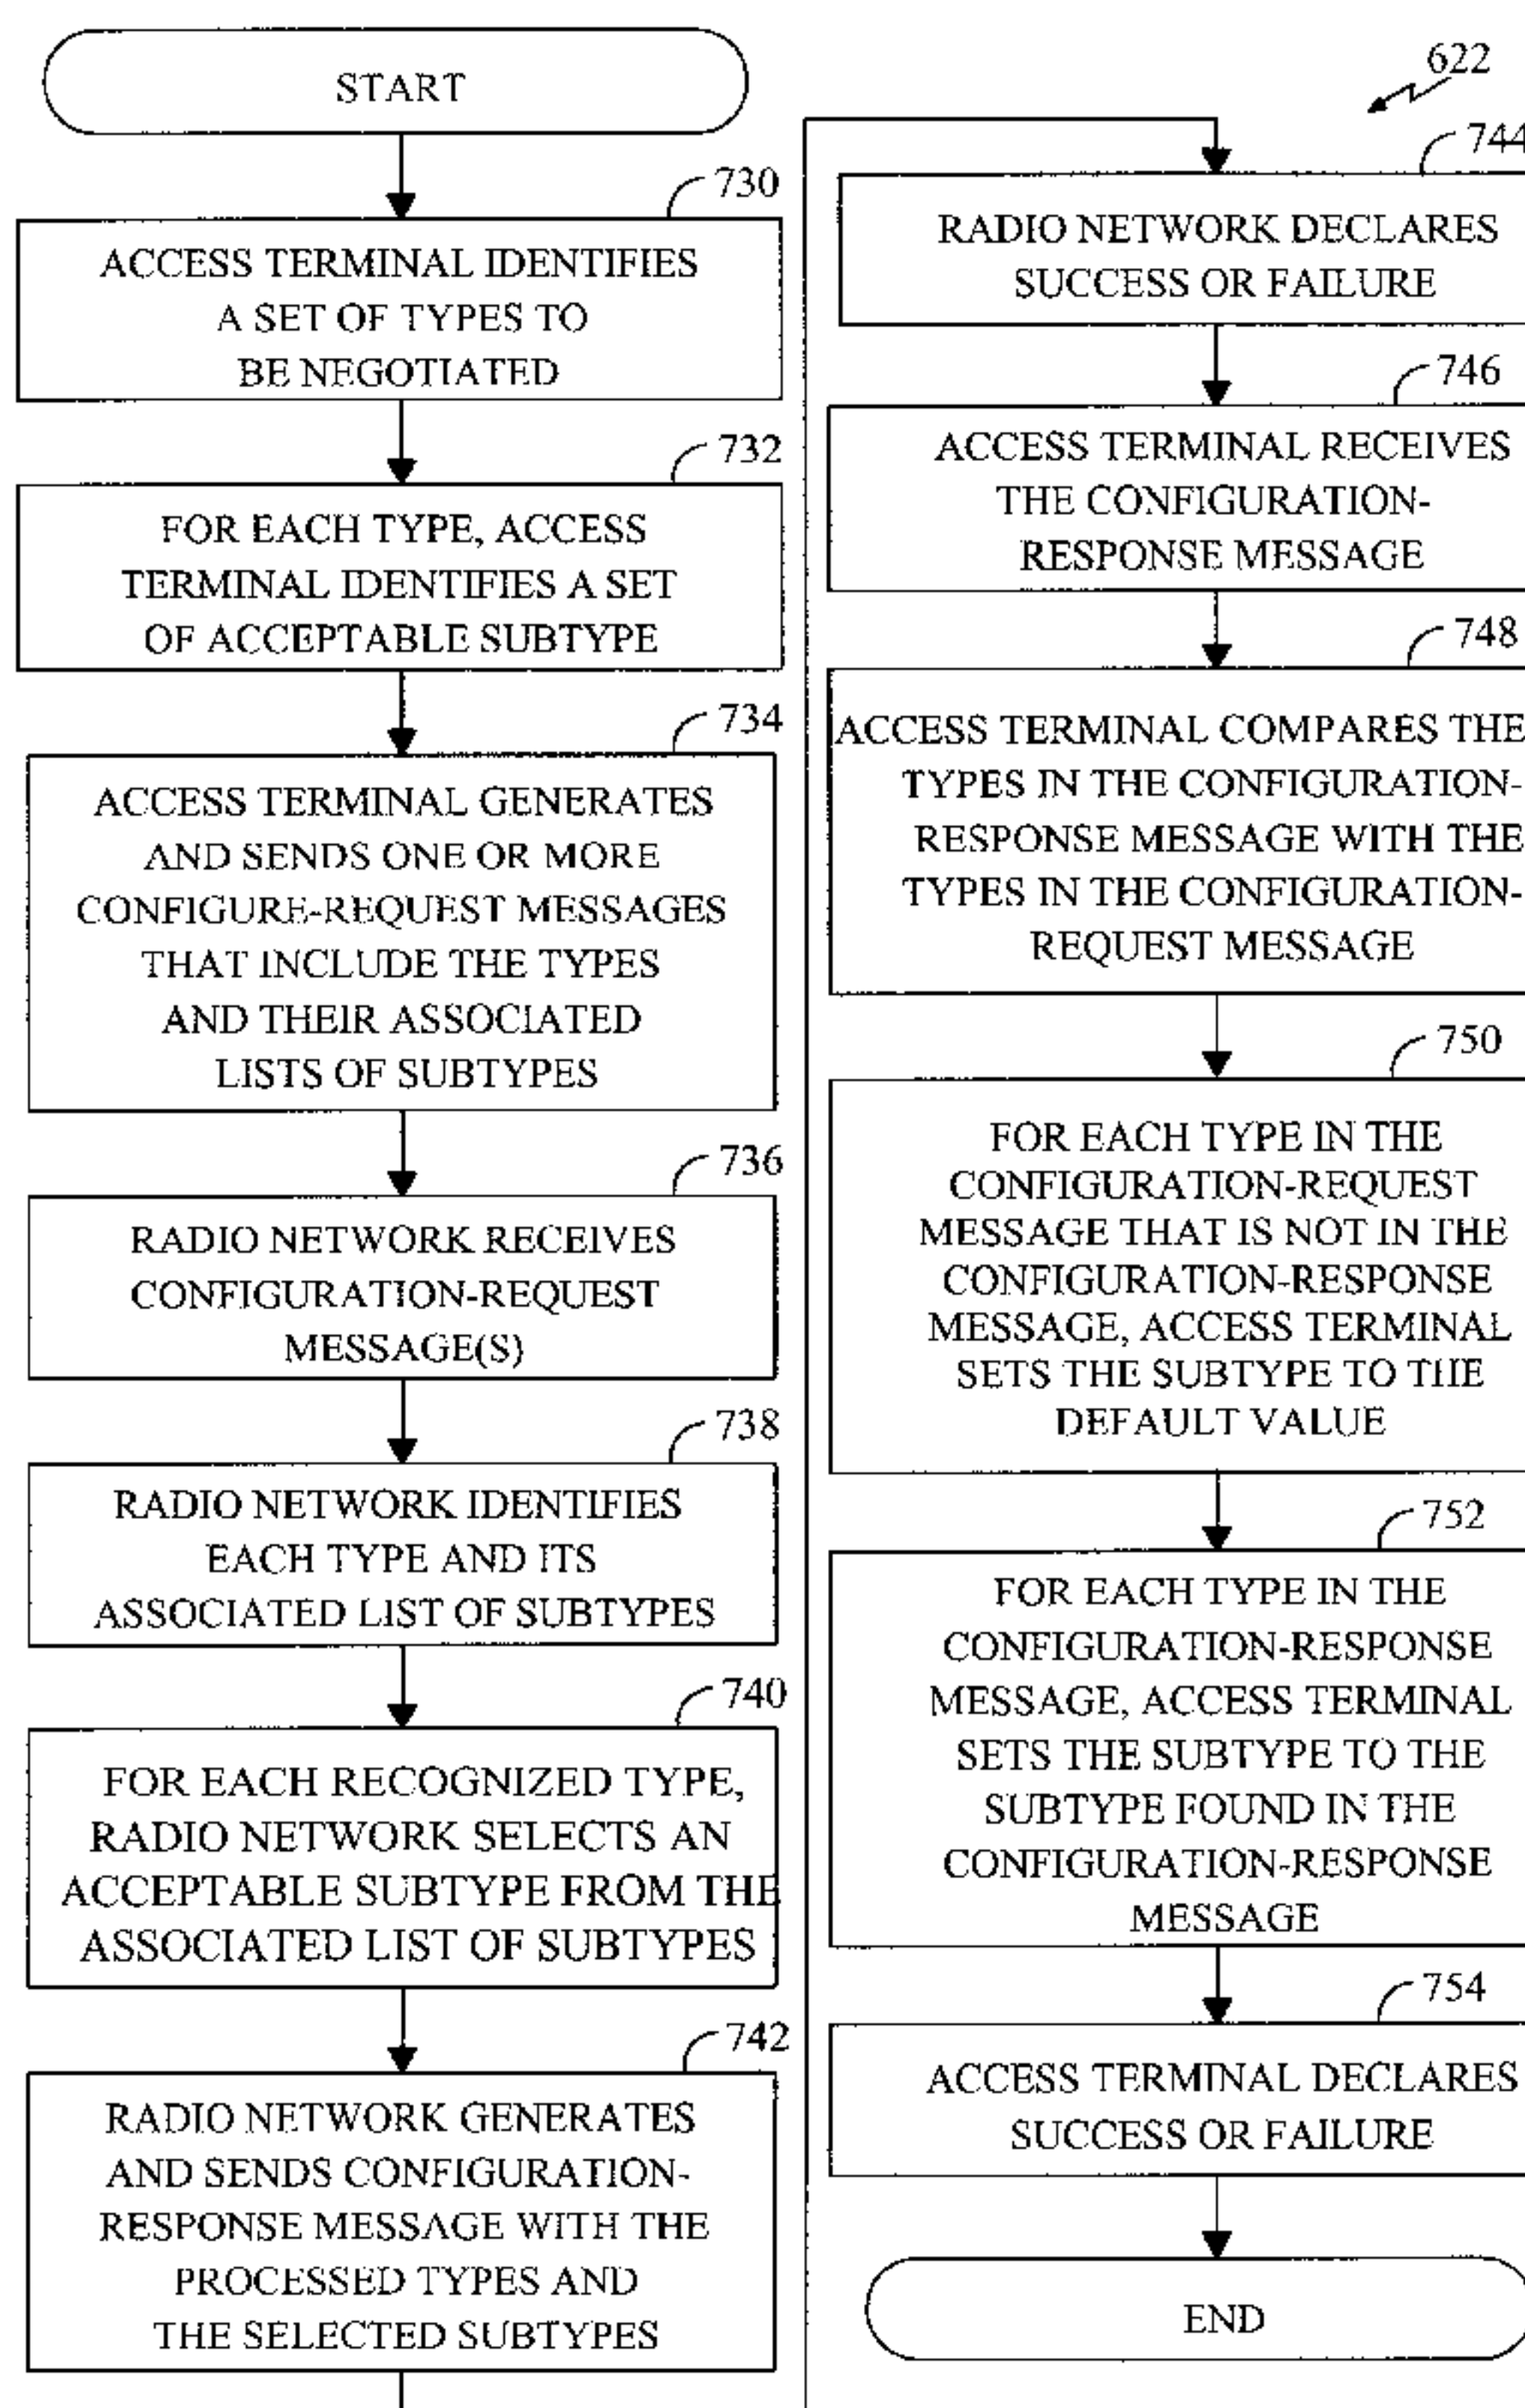 START
730
ACCESS TERMINAL IDENTIFIES
A SET OF TYPES TO
BE NEGOTIATED
732
FOR EACH TYPE, ACCESS
TERMINAL IDENTIFIES A SET
OF ACCEPTABLE SUBTYPE
734
ACCESS TERMINAL GENERATES
AND SENDS ONE OR MORE
CONFIGURE-REQUEST MESSAGES
THAT INCLUDE THE TYPES
AND THEIR ASSOCIATED
LISTS OF SUBTYPES
736
RADIO NETWORK RECEIVES
CONFIGURATION-REQUEST
MESSAGE(S)
738
RADIO NETWORK IDENTIFIES
EACH TYPE AND ITS
ASSOCIATED LIST OF SUBTYPES
740
FOR EACH RECOGNIZED TYPE,
RADIO NETWORK SELECTS AN
ACCEPTABLE SUBTYPE FROM THE
ASSOCIATED LIST OF SUBTYPES
742
RADIO NETWORK GENERATES
AND SENDS CONFIGURATION-
RESPONSE MESSAGE WITH THE
PROCESSED TYPES AND
THE SELECTED SUBTYPES
622
744
RADIO NETWORK DECLARES
SUCCESS OR FAILURE
746
ACCESS TERMINAL RECEIVES
THE CONFIGURATION-
RESPONSE MESSAGE
748
ACCESS TERMINAL COMPARES THE
TYPES IN THE CONFIGURATION-
RESPONSE MESSAGE WITH THE
TYPES IN THE CONFIGURATION-
REQUEST MESSAGE
750
FOR EACH TYPE IN THE
CONFIGURATION-REQUEST
MESSAGE THAT IS NOT IN THE
CONFIGURATION-RESPONSE
MESSAGE, ACCESS TERMINAL
SETS THE SUBTYPE TO THE
DEFAULT VALUE
752
FOR EACH TYPE IN THE
CONFIGURATION-RESPONSE
MESSAGE, ACCESS TERMINAL
SETS THE SUBTYPE TO THE
SUBTYPE FOUND IN THE
CONFIGURATION-RESPONSE
MESSAGE
754
ACCESS TERMINAL DECLARES
SUCCESS OR FAILURE
END